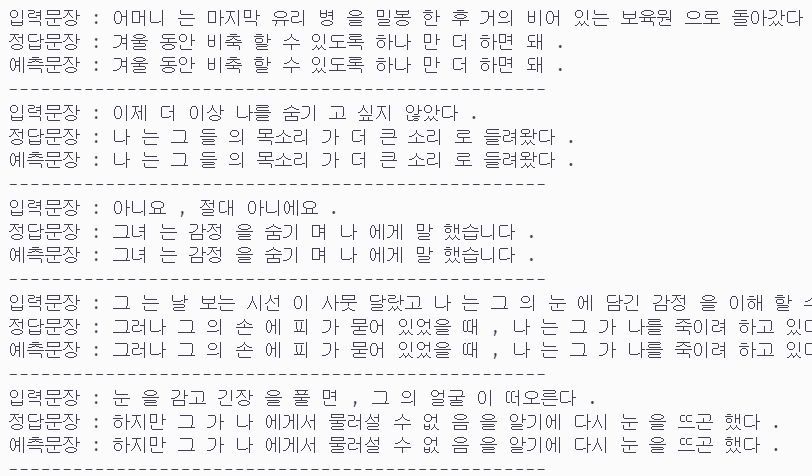 입력문장 : 어머니 는 마지막 유리 병 을 밀봉 한 후 거의 비어 있는 보육원 으로 돌아갔다
정답문장 : 겨울 동안 비축 할 수 있도록 하나 만 더 하면 돼 .
예측문장 : 겨울 동안 비축 할 수 있도록 하나 만 더 하면 돼 .
--------------------------------------------------
입력문장 : 이제 더 이상 나를 숨기 고 싶지 않았다 .
정답문장 : 나 는 그 들 의 목소리 가 더 큰 소리 로 들려왔다 .
예측문장 : 나 는 그 들 의 목소리 가 더 큰 소리 로 들려왔다 .
--------------------------------------------------
입력문장 : 아니요 , 절대 아니에요 .
정답문장 : 그녀 는 감정 을 숨기 며 나 에게 말 했습니다 .
예측문장 : 그녀 는 감정 을 숨기 며 나 에게 말 했습니다 .
--------------------------------------------------
입력문장 : 그 는 날 보는 시선 이 사뭇 달랐고 나 는 그 의 눈 에 담긴 감정 을 이해 할
정답문장 : 그러나 그 의 손 에 피 가 묻어 있었을 때 , 나 는 그 가 나를 죽이려 하고
예측문장 : 그러나 그 의 손 에 피 가 묻어 있었을 때 , 나 는 그 가 나를 죽이려 하고
--------------------------------------------------
입력문장 : 눈 을 감고 긴장 을 풀 면 , 그 의 얼굴 이 떠오른다 .
정답문장 : 하지만 그 가 나 에게서 물러설 수 없 음 을 알기에 다시 눈 을 뜨곤 했다 .
예측문장 : 하지만 그 가 나 에게서 물러설 수 없 음 을 알기에 다시 눈 을 뜨곤 했다 .
--------------------------------------------------